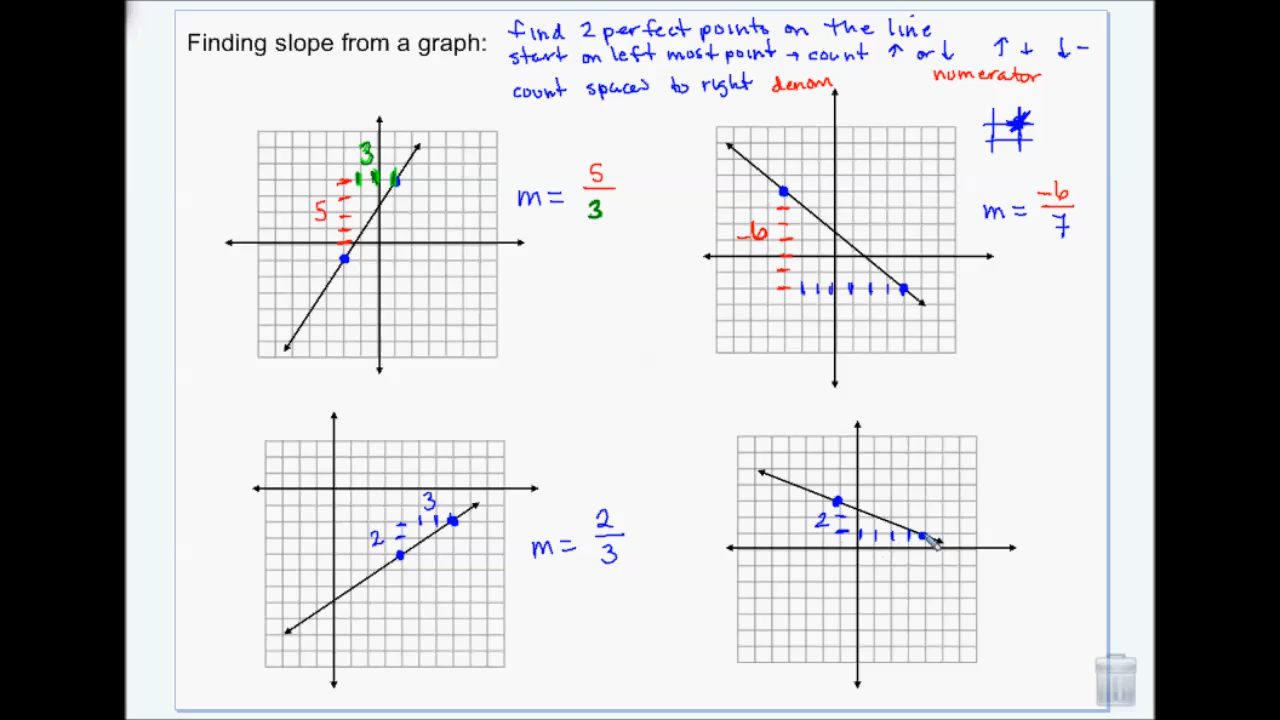 Finding slope from a graph:
find 2 perfect points on the line
start on left most point → count ↑ or ↓ ↑ + ↓ -
count spaces to right denom
numerator
3
5
m = 5/3
-6
m = -6/7
3
2
m = 2/3
2